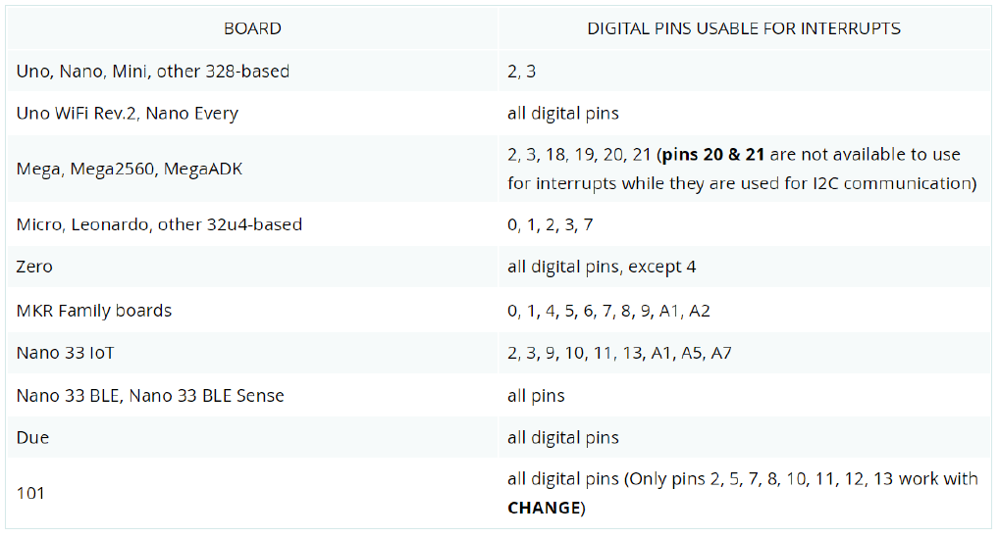 BOARD DIGITAL PINS USABLE FOR INTERRUPTS
Uno, Nano, Mini, other 328-based 2, 3
Uno WiFi Rev.2, Nano Every all digital pins
Mega, Mega2560, MegaADK 2, 3, 18, 19, 20, 21 (pins 20 & 21 are not available to use
for interrupts while they are used for I2C communication)
Micro, Leonardo, other 32u4-based 0, 1, 2, 3, 7
Zero all digital pins, except 4
MKR Family boards 0, 1, 4, 5, 6, 7, 8, 9, A1, A2
Nano 33 IoT 2, 3, 9, 10, 11, 13, A1, A5, A7
Nano 33 BLE, Nano 33 BLE Sense all pins
Due all digital pins
101 all digital pins (Only pins 2, 5, 7, 8, 10, 11, 12, 13 work with
CHANGE)